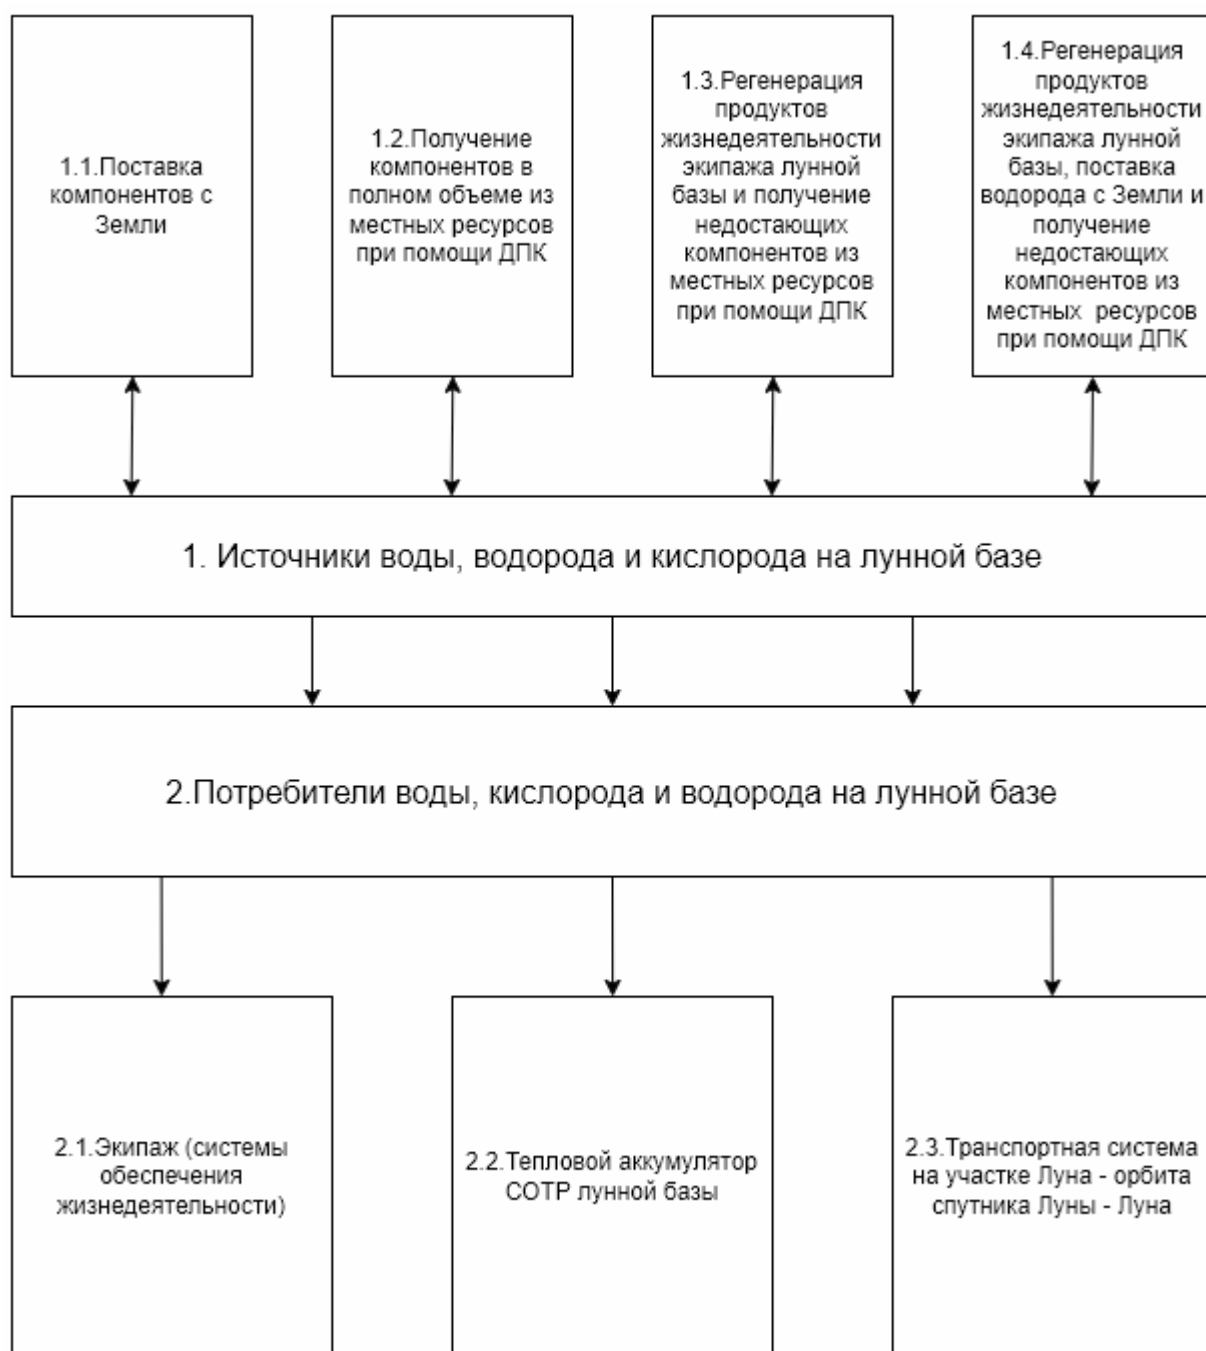 1.1.Поставка
компонентов с
Земли
1.2.Получение
компонентов в
полном объеме из
местных ресурсов
при помощи ДПК
1.3.Регенерация
продуктов
жизнедеятельности
экипажа лунной
базы и получение
недостающих
компонентов из
местных ресурсов
при помощи ДПК
1.4.Регенерация
продуктов
жизнедеятельности
экипажа лунной
базы, поставка
водорода с Земли и
получение
недостающих
компонентов из
местных ресурсов
при помощи ДПК
1. Источники воды, водорода и кислорода на лунной базе
2.Потребители воды, кислорода и водорода на лунной базе
2.1.Экипаж (системы
обеспечения
жизнедеятельности)
2.2.Тепловой аккумулятор
СОТР лунной базы
2.3.Транспортная система
на участке Луна - орбита
спутника Луны - Луна